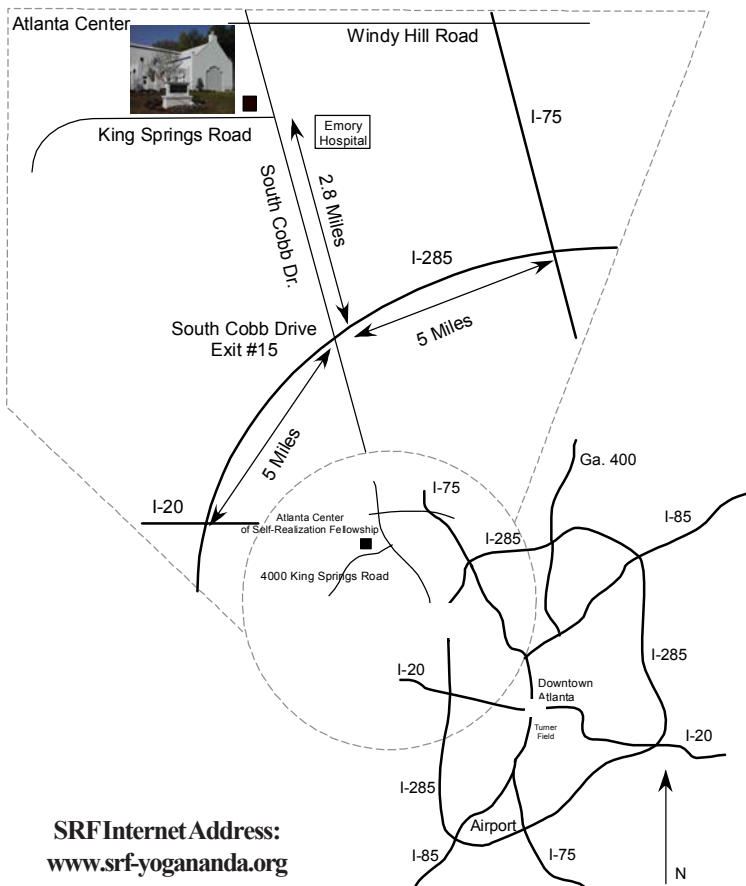 Atlanta Center
Windy Hill Road
I-75
King Springs Road
Emory
Hospital
South Cobb Dr.
2.8 Miles
I-285
South Cobb Drive
Exit #15
5 Miles
5 Miles
I-20
Atlanta Center
of Self-Realization Fellowship
4000 King Springs Road
I-75
Ga. 400
I-285
I-85
I-285
I-20
Downtown
Atlanta
Turner
Field
I-20
I-285
Airport
I-85
I-75
N
SRF Internet Address:
www.srf-yogananda.org